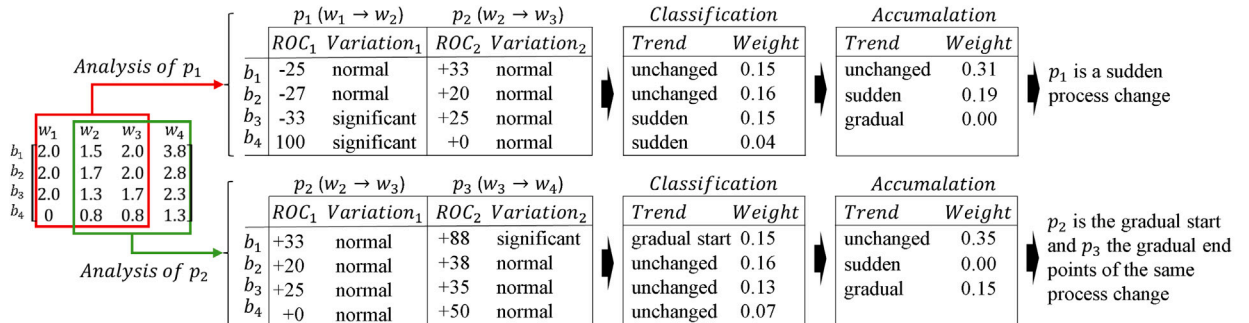 p₁ (w₁ → w₂) p₂ (w₂ → w₃) Classification Accumalation
ROC₁ Variation₁ ROC₂ Variation₂ Trend Weight Trend Weight
Analysis of p₁
b₁ -25 normal +33 normal unchanged 0.15 unchanged 0.31
b₂ -27 normal +20 normal unchanged 0.16 sudden 0.19
b₃ -33 significant +25 normal sudden 0.15 gradual 0.00
b₄ 100 significant +0 normal sudden 0.04
p₁ is a sudden
process change
w₁ w₂ w₃ w₄
b₁ 2.0 1.5 2.0 3.8
b₂ 2.0 1.7 2.0 2.8
b₃ 2.0 1.3 1.7 2.3
b₄ 0 0.8 0.8 1.3
Analysis of p₂
p₂ (w₂ → w₃) p₃ (w₃ → w₄) Classification Accumalation
ROC₁ Variation₁ ROC₂ Variation₂ Trend Weight Trend Weight
b₁ +33 normal +88 significant gradual start 0.15 unchanged 0.35
b₂ +20 normal +38 normal unchanged 0.16 sudden 0.00
b₃ +25 normal +35 normal unchanged 0.13 gradual 0.15
b₄ +0 normal +50 normal unchanged 0.07
p₂ is the gradual start
and p₃ the gradual end
points of the same
process change